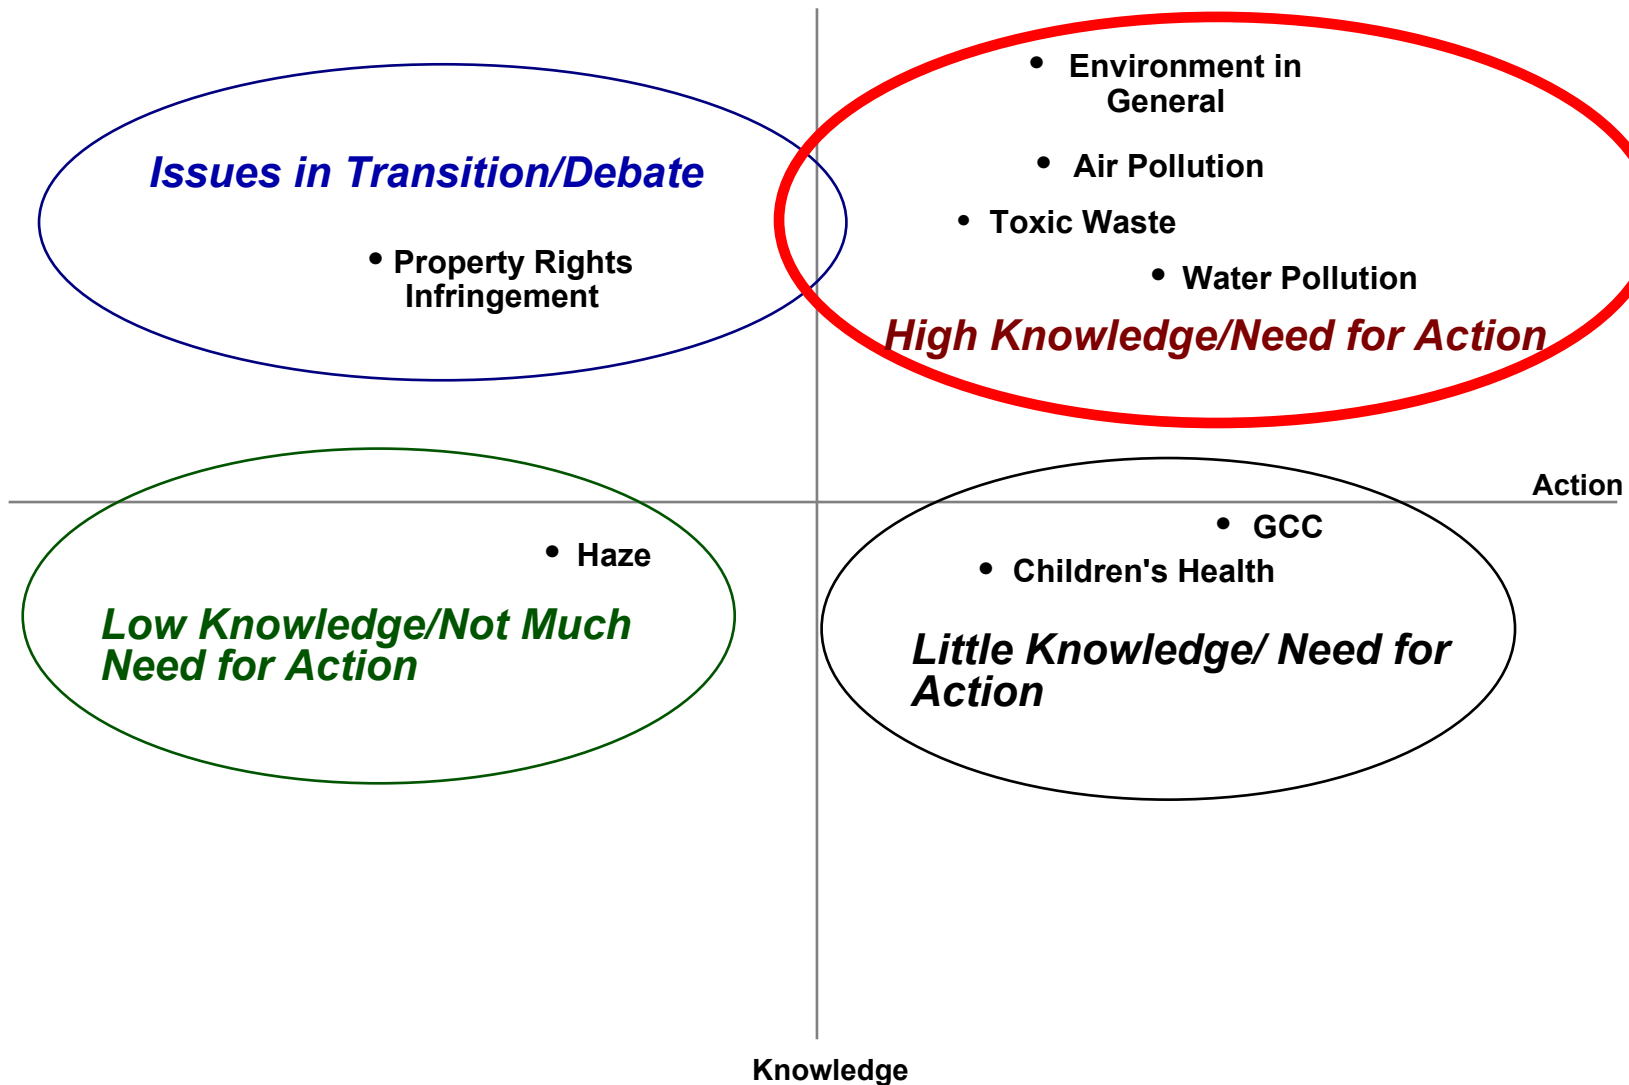 Environment in
General
Air Pollution
Toxic Waste
Water Pollution
High Knowledge/Need for Action
Issues in Transition/Debate
Property Rights
Infringement
Action
Haze
Low Knowledge/Not Much
Need for Action
GCC
Children's Health
Little Knowledge/ Need for
Action
Knowledge